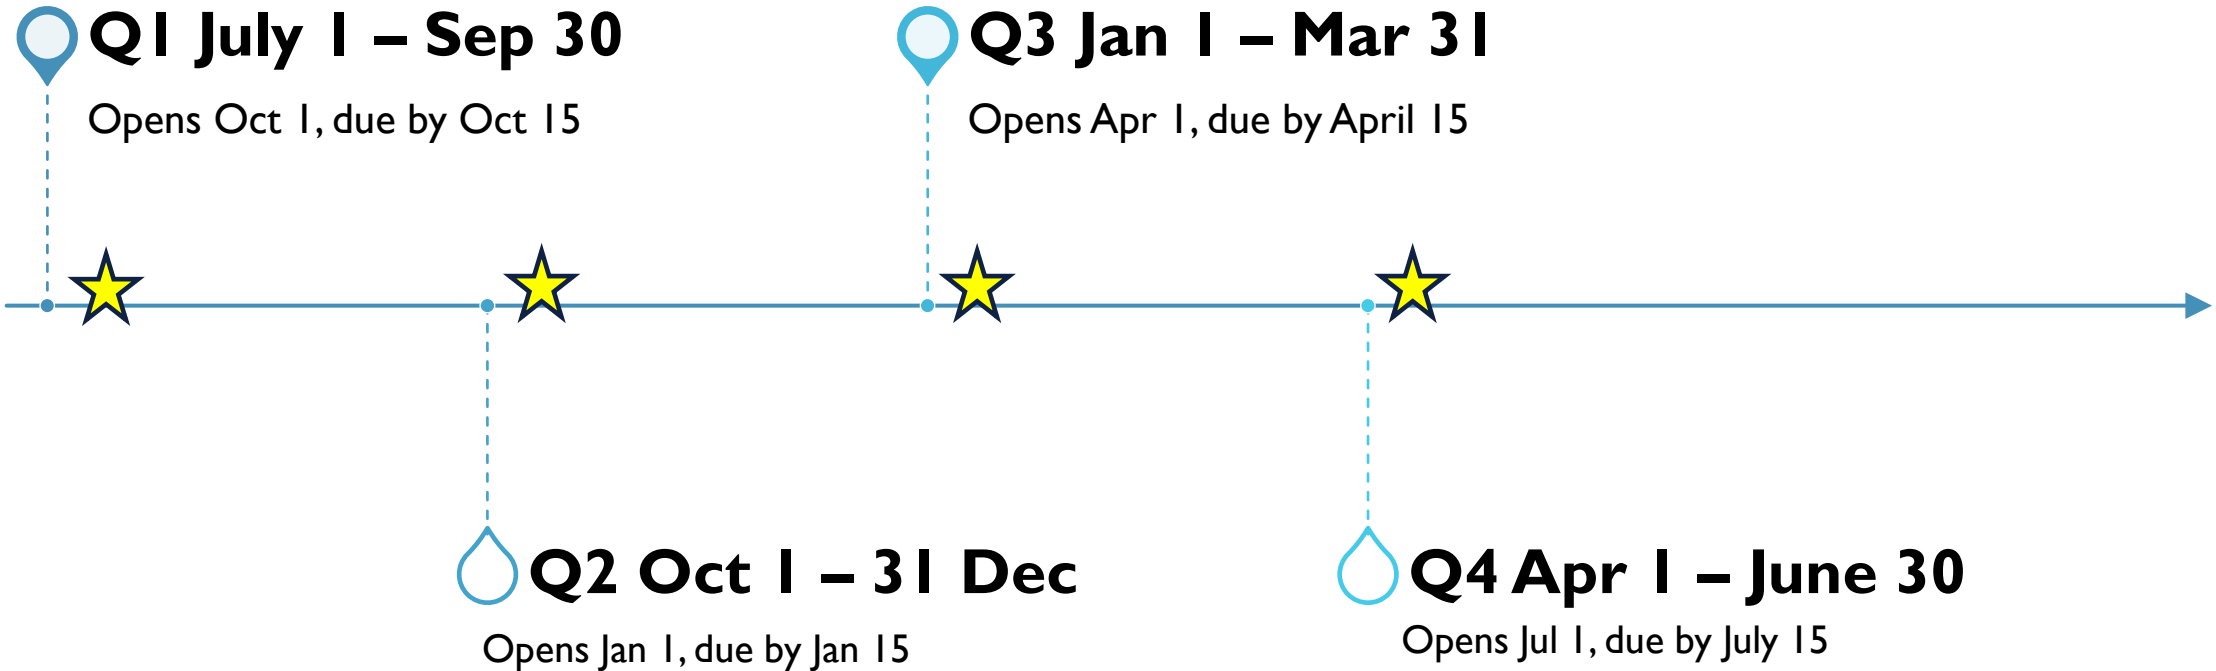 Q1 July 1 – Sep 30
Opens Oct 1, due by Oct 15
Q3 Jan 1 – Mar 31
Opens Apr 1, due by April 15
Q2 Oct 1 – 31 Dec
Opens Jan 1, due by Jan 15
Q4 Apr 1 – June 30
Opens Jul 1, due by July 15